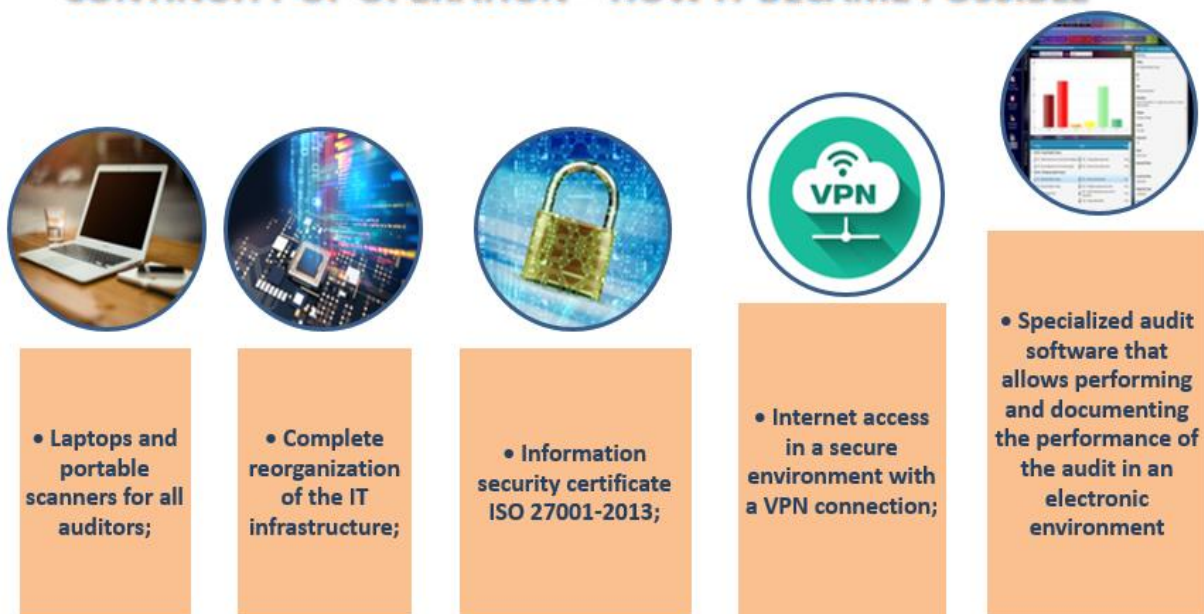 • Laptops and
portable
scanners for all
auditors;
• Complete
reorganization
of the IT
infrastructure;
• Information
security certificate
ISO 27001-2013;
VPN
• Internet access
in a secure
environment with
a VPN connection;
• Specialized audit
software that
allows performing
and documenting
the performance of
the audit in an
electronic
environment